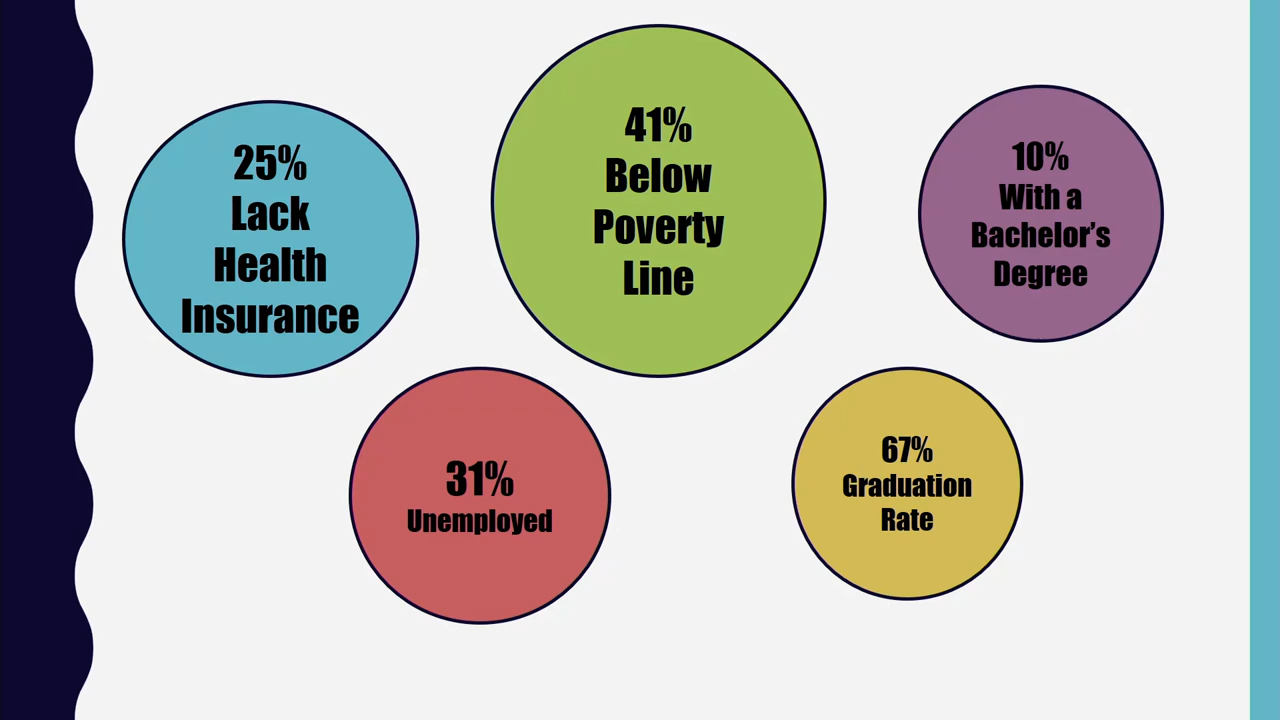 25%
Lack
Health
Insurance
41%
Below
Poverty
Line
10%
With a
Bachelor’s
Degree
31%
Unemployed
67%
Graduation
Rate